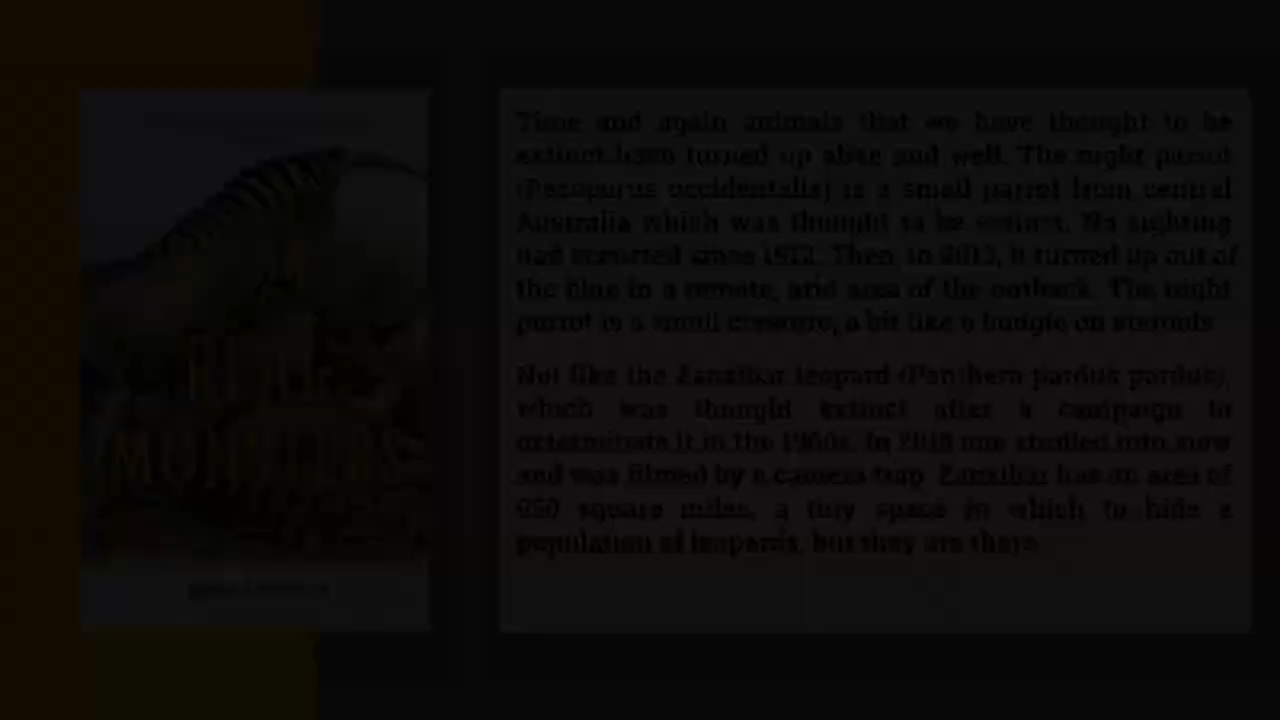 REAL
MONSTERS
Time and again animals that we have thought to be
extinct have turned up alive and well. The night parrot
(Pezoporus occidentalis) is a small parrot from central
Australia which was thought to be extinct. No sighting
had occurred since 1912. Then, in 2013, it turned up out of
the blue in a remote, arid area of the outback. The night
parrot is a small creature, a bit like a budgie on steroids.
Not like the Zanzibar leopard (Panthera pardus pardus),
which was thought extinct after a campaign to
exterminate it in the 1960s. In 2018 one strolled into view
and was filmed by a camera trap. Zanzibar has an area of
950 square miles, a tiny space in which to hide a
population of leopards, but they are there.